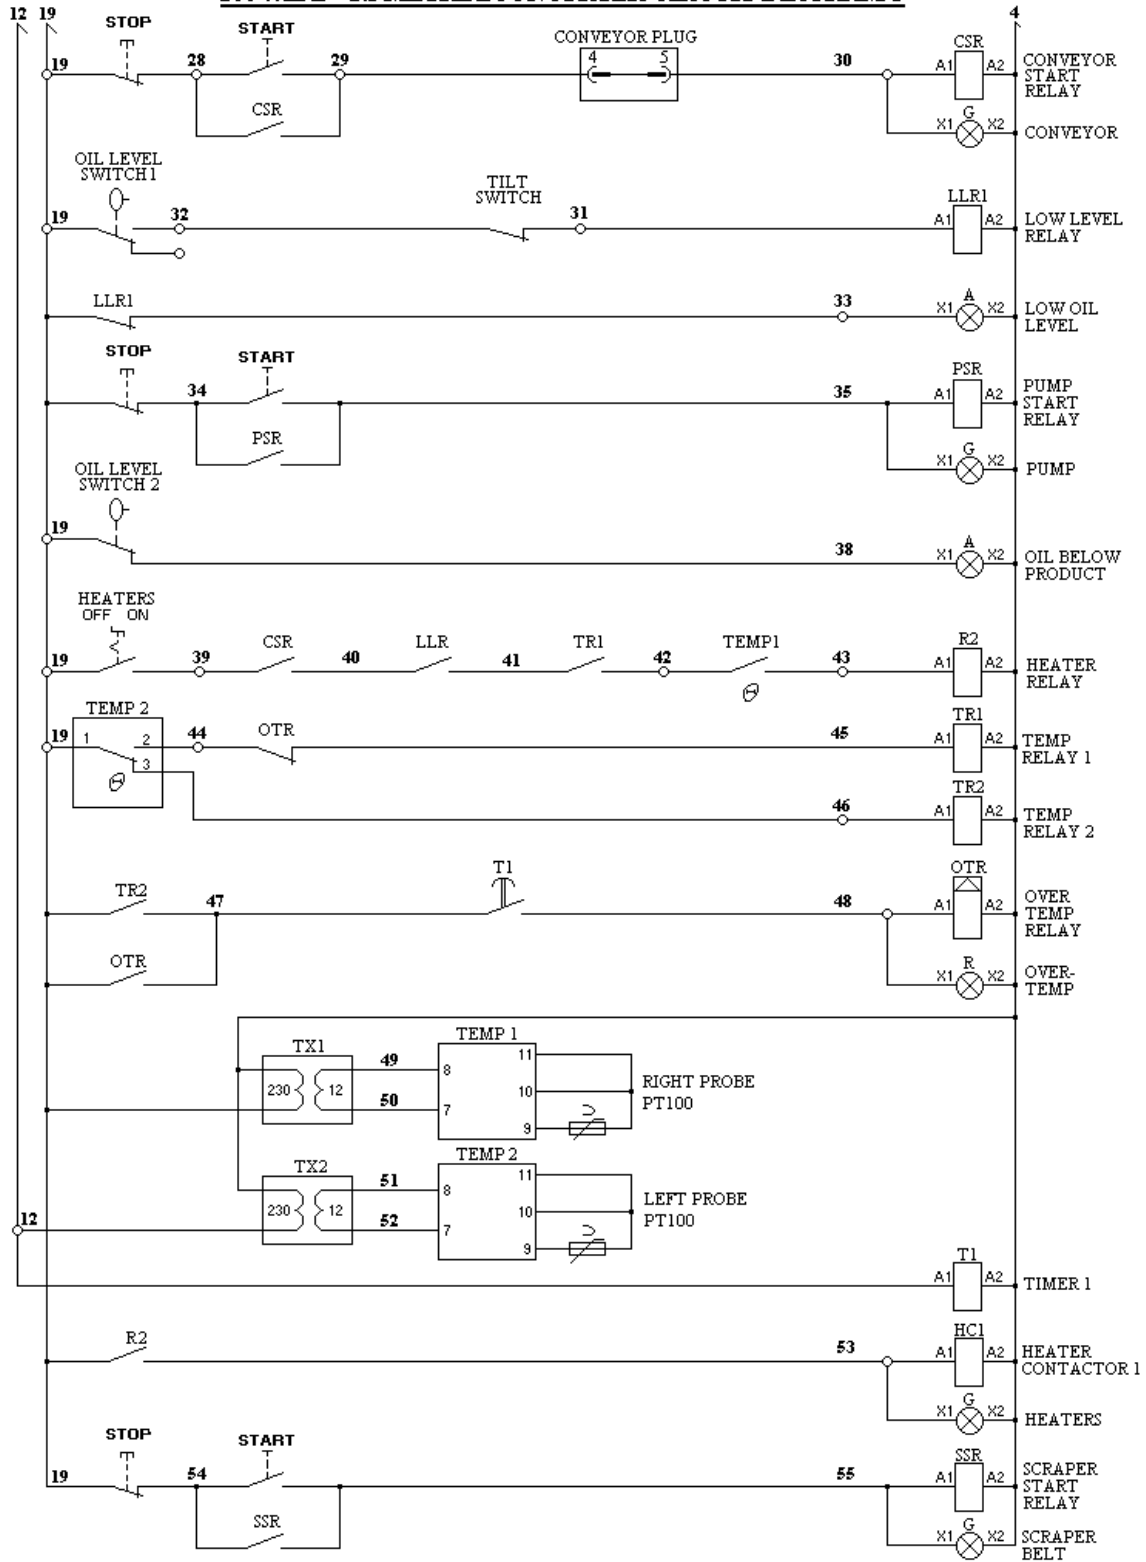 12 19
4
STOP
START
CONVEYOR PLUG
CSR
19
28
29
4 5
30
A1 A2
CONVEYOR
START
RELAY
CSR
G
X1 X2
CONVEYOR
OIL LEVEL
SWITCH 1
TILT
SWITCH
LLR1
19
32
31
A1 A2
LOW LEVEL
RELAY
LLR1
33
A
X1 X2
LOW OIL
LEVEL
STOP
START
PSR
34
35
A1 A2
PUMP
START
RELAY
PSR
G
X1 X2
PUMP
OIL LEVEL
SWITCH 2
19
38
A
X1 X2
OIL BELOW
PRODUCT
HEATERS
OFF ON
CSR
LLR
TR1
TEMP1
R2
19
39
40
41
42
43
A1 A2
HEATER
RELAY
TEMP 2
OTR
TR1
19
1 2
3
44
45
A1 A2
TEMP
RELAY 1
TR2
46
A1 A2
TEMP
RELAY 2
T1
OTR
TR2
47
48
A1 A2
OVER
TEMP
RELAY
OTR
R
X1 X2
OVER-
TEMP
TX1
TEMP 1
230 12
49
50
8
7
11
10
9
RIGHT PROBE
PT100
TX2
TEMP 2
230 12
51
52
8
7
11
10
9
LEFT PROBE
PT100
12
T1
A1 A2
TIMER 1
R2
53
HC1
A1 A2
HEATER
CONTACTOR 1
G
X1 X2
HEATERS
STOP
START
SSR
19
54
55
A1 A2
SCRAPER
START
RELAY
SSR
G
X1 X2
SCRAPER
BELT